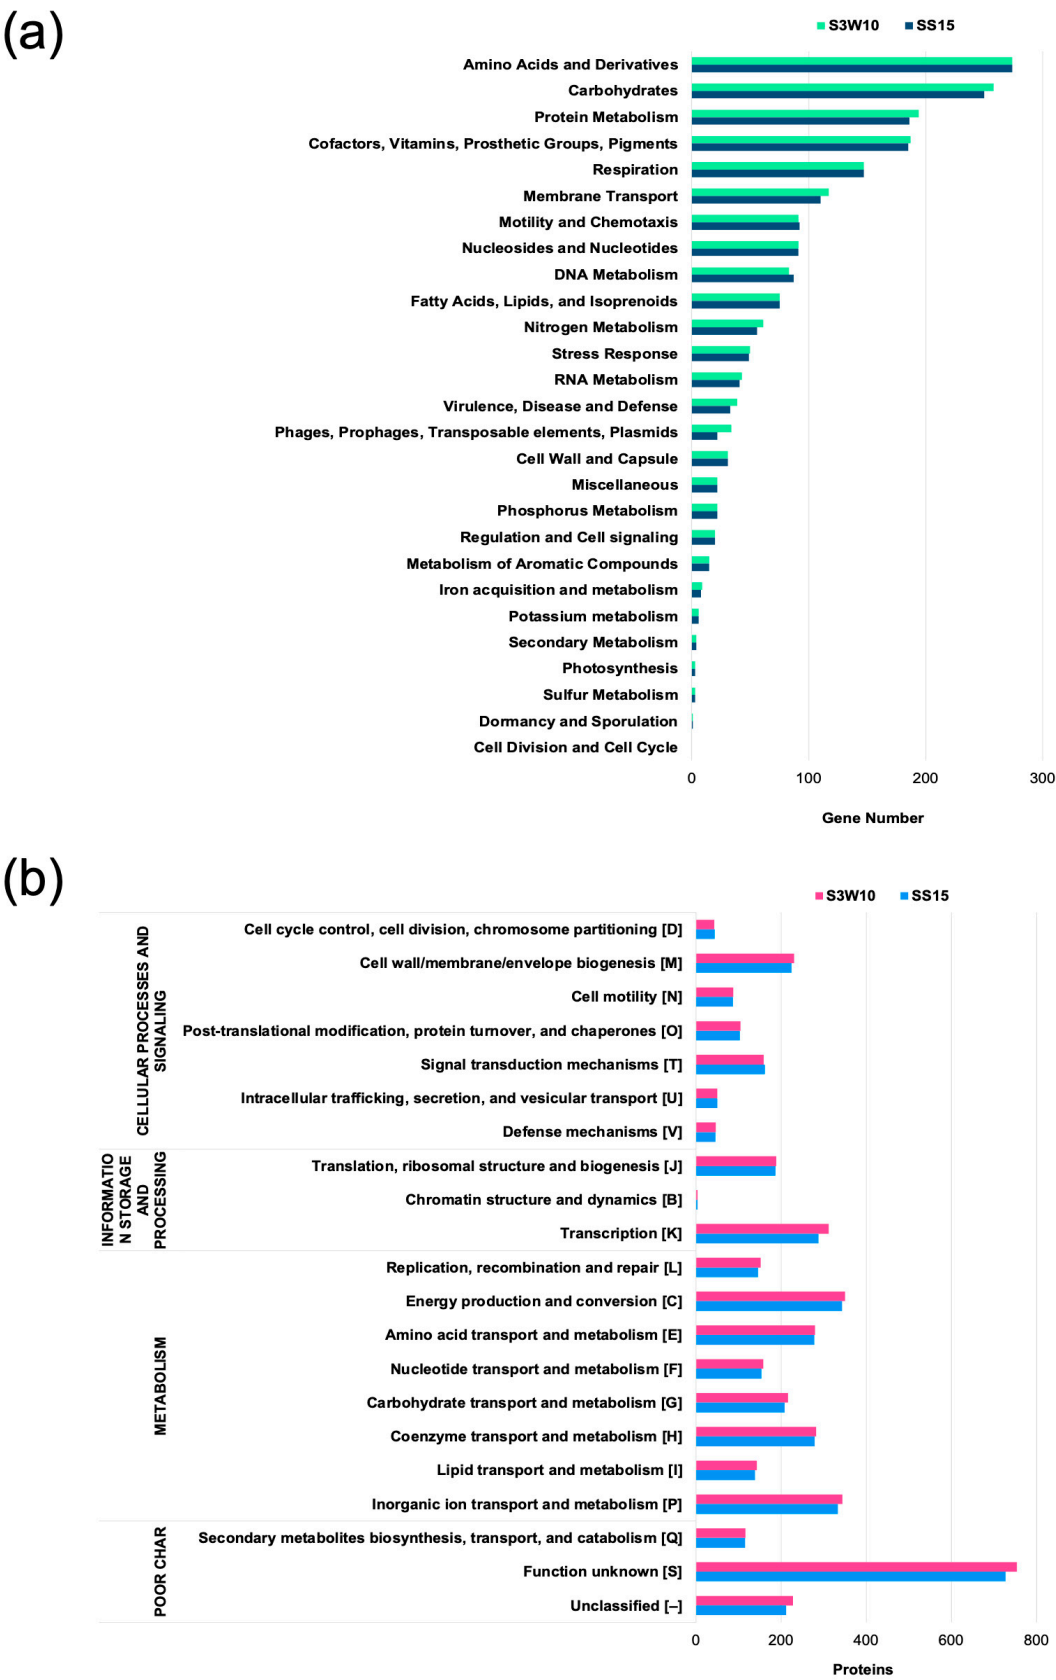 (a)
S3W10 SS15
Amino Acids and Derivatives
Carbohydrates
Protein Metabolism
Cofactors, Vitamins, Prosthetic Groups, Pigments
Respiration
Membrane Transport
Motility and Chemotaxis
Nucleosides and Nucleotides
DNA Metabolism
Fatty Acids, Lipids, and Isoprenoids
Nitrogen Metabolism
Stress Response
RNA Metabolism
Virulence, Disease and Defense
Phages, Prophages, Transposable elements, Plasmids
Cell Wall and Capsule
Miscellaneous
Phosphorus Metabolism
Regulation and Cell signaling
Metabolism of Aromatic Compounds
Iron acquisition and metabolism
Potassium metabolism
Secondary Metabolism
Photosynthesis
Sulfur Metabolism
Dormancy and Sporulation
Cell Division and Cell Cycle
0 100 200 300
Gene Number
(b)
S3W10 SS15
CELLULAR PROCESSES AND
SIGNALING
Cell cycle control, cell division, chromosome partitioning [D]
Cell wall/membrane/envelope biogenesis [M]
Cell motility [N]
Post-translational modification, protein turnover, and chaperones [O]
Signal transduction mechanisms [T]
Intracellular trafficking, secretion, and vesicular transport [U]
Defense mechanisms [V]
INFORMATIO
N STORAGE
AND
PROCESSING
Translation, ribosomal structure and biogenesis [J]
Chromatin structure and dynamics [B]
Transcription [K]
METABOLISM
Replication, recombination and repair [L]
Energy production and conversion [C]
Amino acid transport and metabolism [E]
Nucleotide transport and metabolism [F]
Carbohydrate transport and metabolism [G]
Coenzyme transport and metabolism [H]
Lipid transport and metabolism [I]
Inorganic ion transport and metabolism [P]
POOR CHAR
Secondary metabolites biosynthesis, transport, and catabolism [Q]
Function unknown [S]
Unclassified [–]
0 200 400 600 800
Proteins